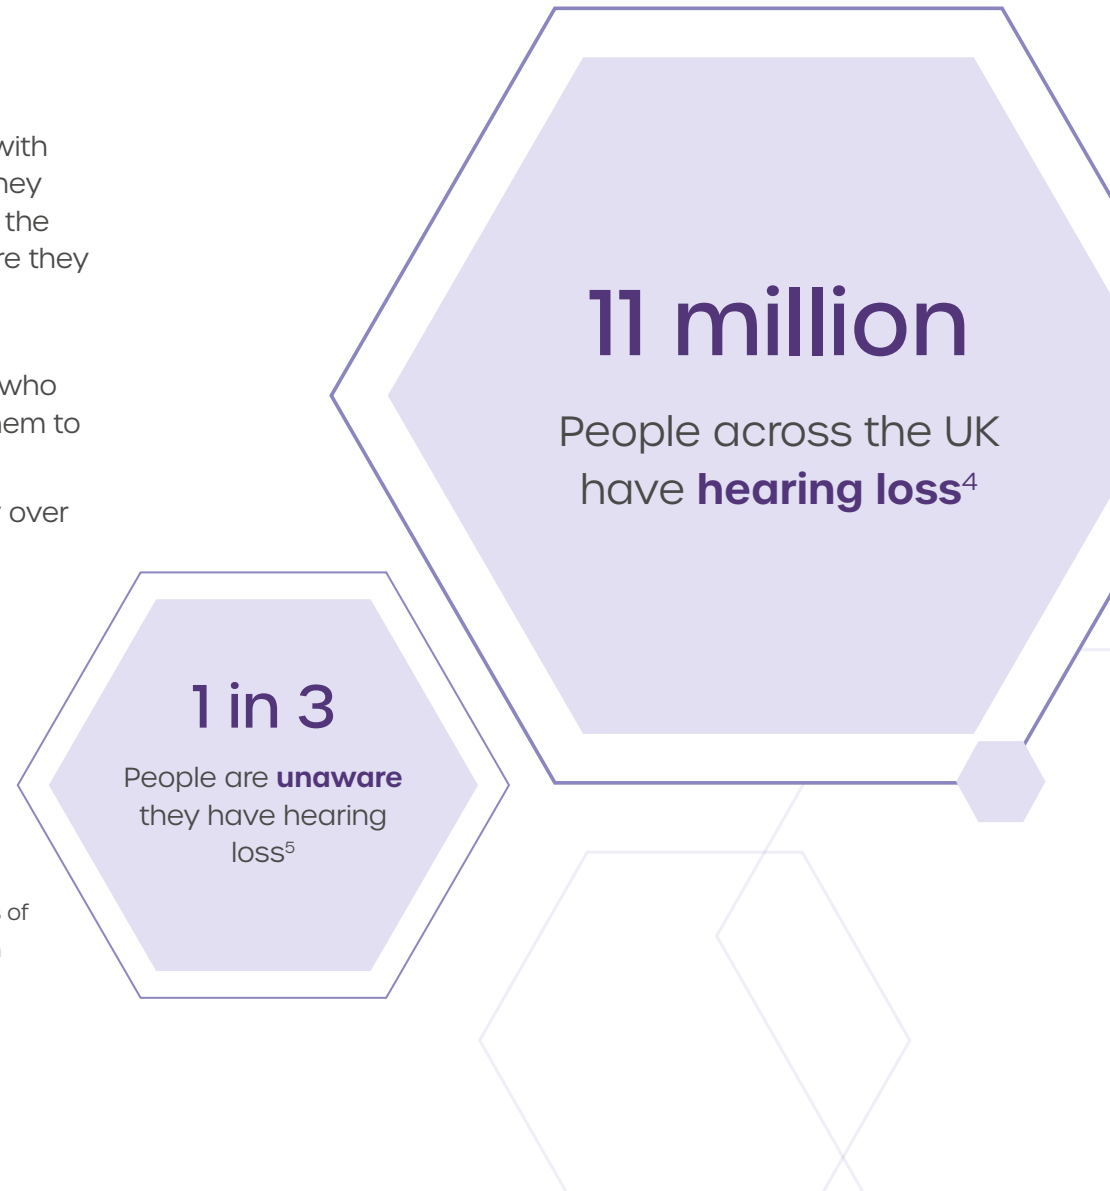 with
they
the
re they
who
hem to
over
of
11 million
People across the UK
have hearing loss4
1 in 3
People are unaware
they have hearing
loss5